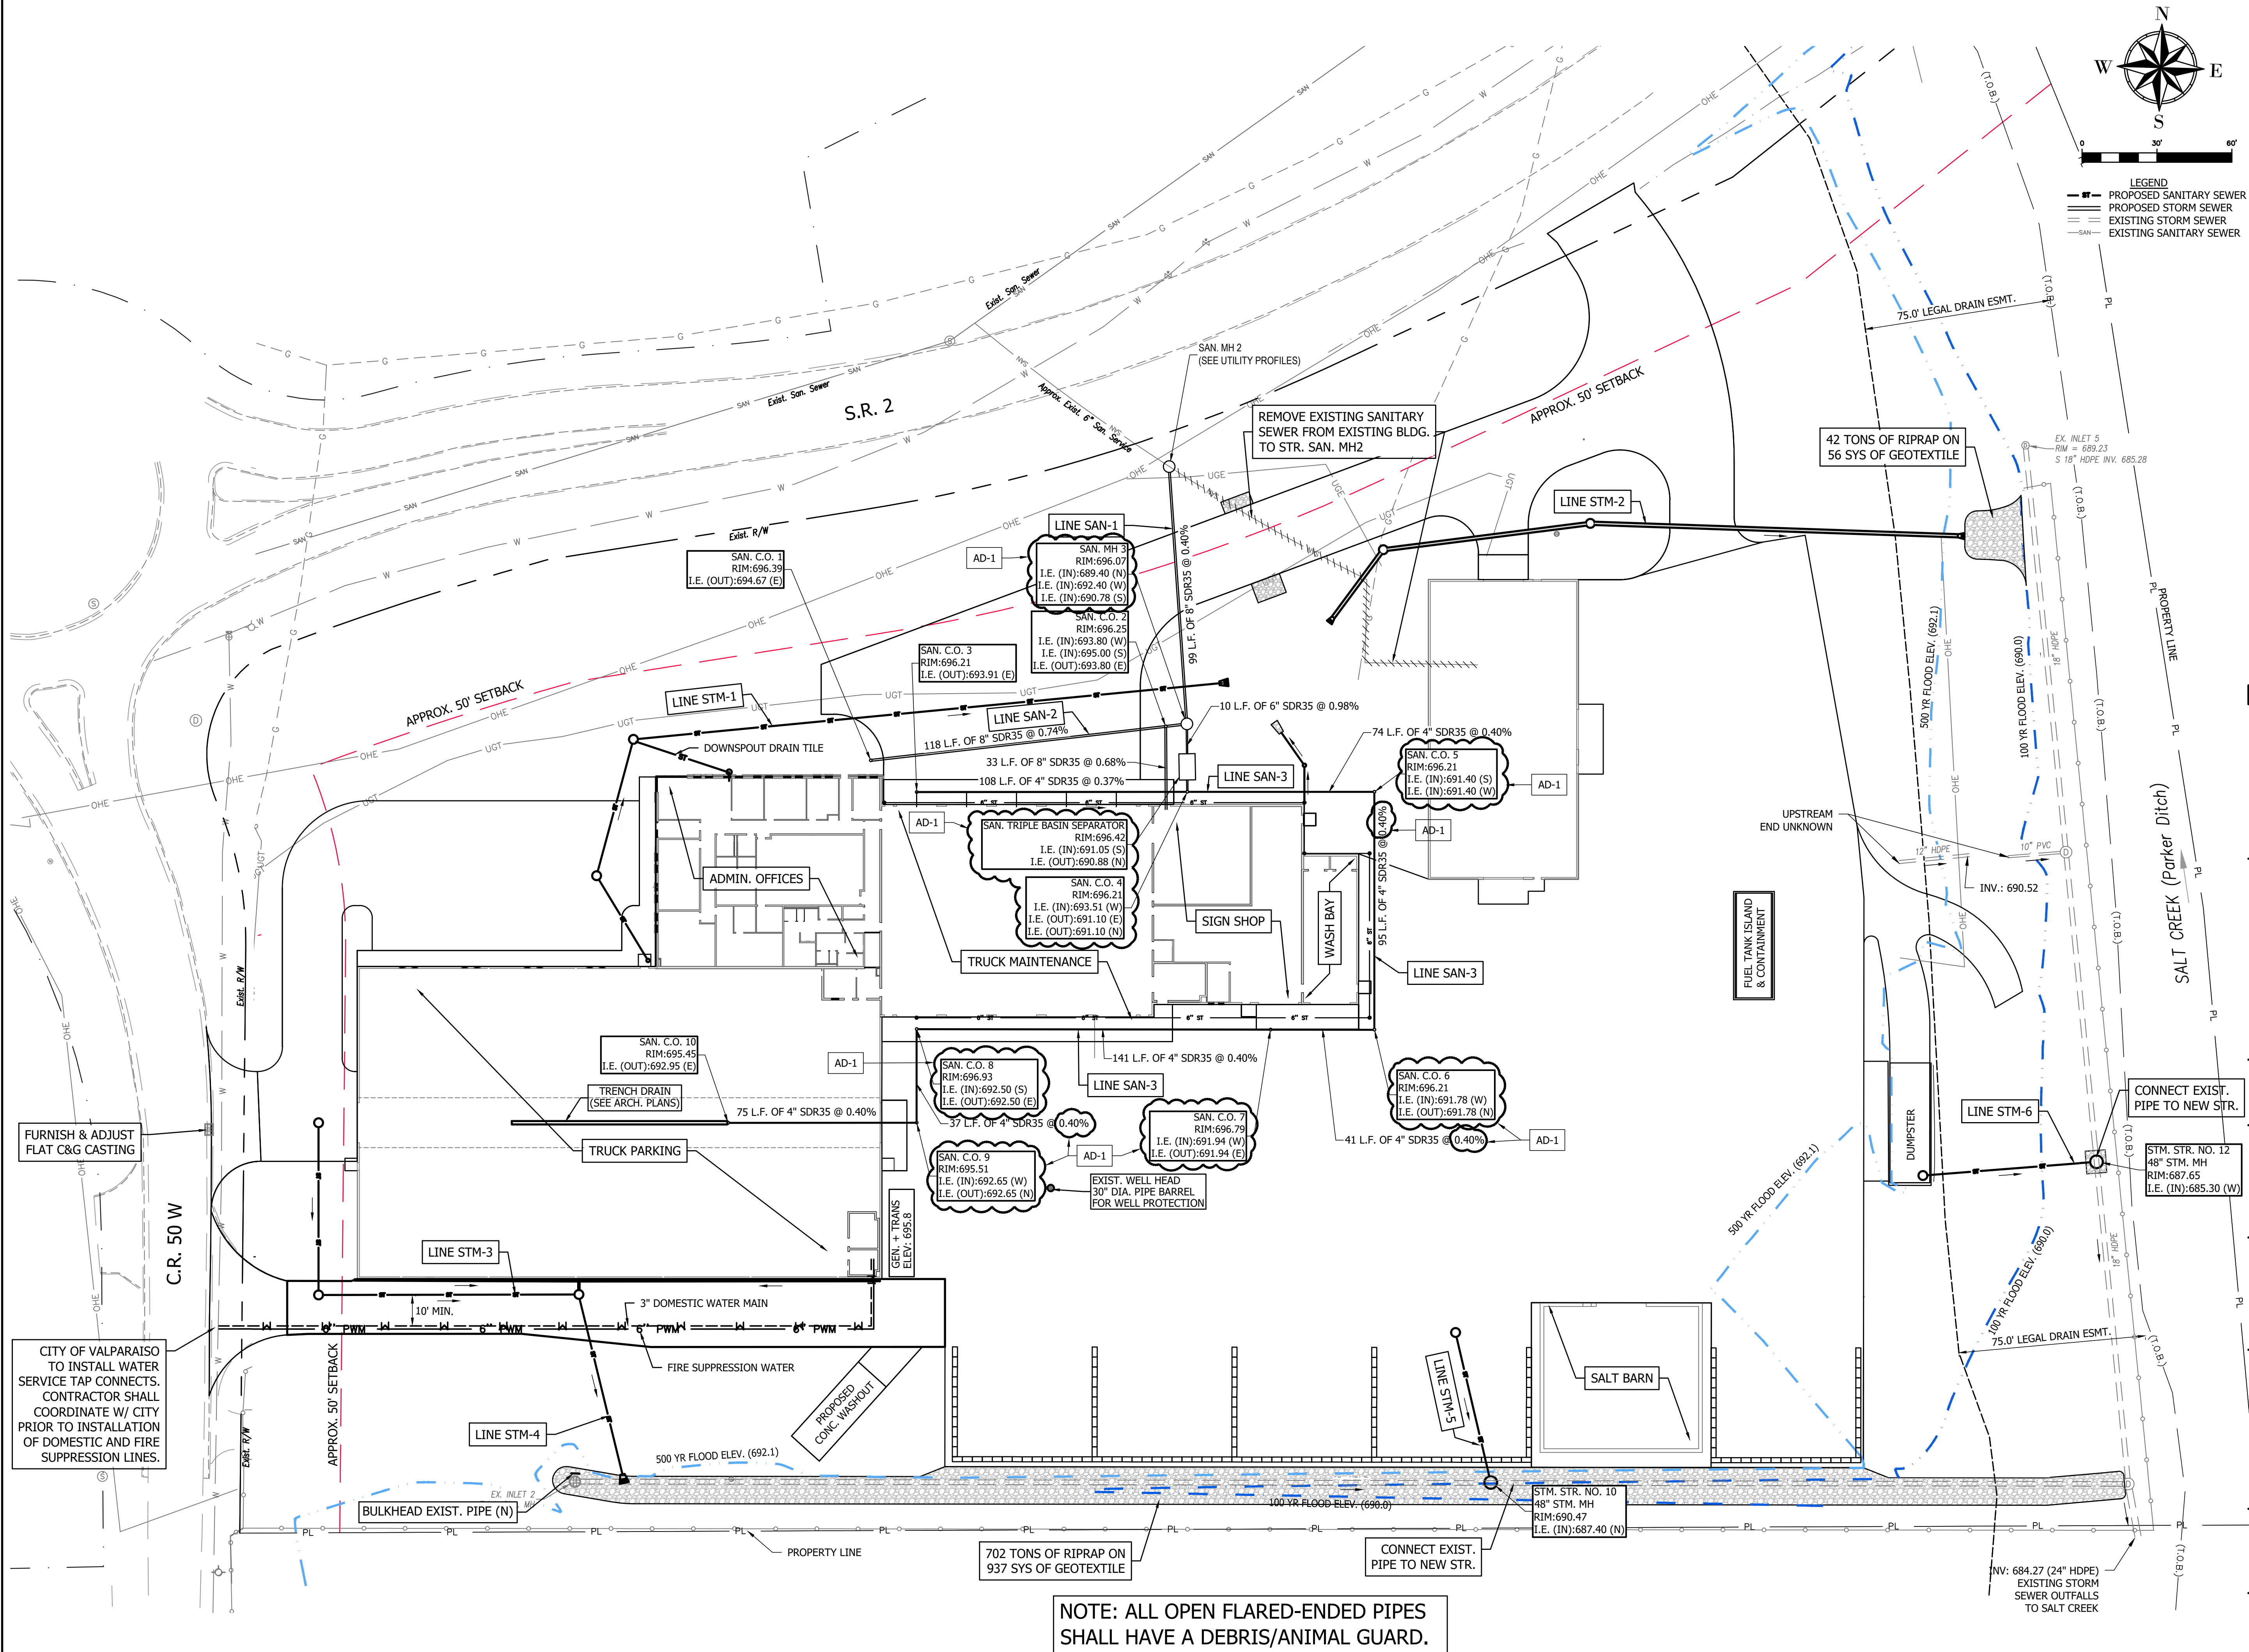 N
W
E
S
0
30'
60'
LEGEND
ST PROPOSED SANITARY SEWER
PROPOSED STORM SEWER
EXISTING STORM SEWER
SAN EXISTING SANITARY SEWER
(T.O.B.)
75.0' LEGAL DRAIN ESMT.
Exist. San. Sewer
Exist. San. Sewer
S.R. 2
Approx. Exist. 6" San. Service
SAN. MH 2
(SEE UTILITY PROFILES)
REMOVE EXISTING SANITARY
SEWER FROM EXISTING BLDG.
TO STR. SAN. MH2
APPROX. 50' SETBACK
42 TONS OF RIPRAP ON
56 SYS OF GEOTEXTILE
EX. INLET 5
RIM = 689.23
S 18" HDPE INV. 685.28
LINE STM-2
Exist. R/W
LINE SAN-1
99 L.F. OF 8" SDR35 @ 0.40%
SAN. C.O. 1
RIM:696.39
I.E. (OUT):694.67 (E)
AD-1
SAN. MH 3
RIM:696.07
I.E. (IN):689.40 (N)
I.E. (IN):692.40 (W)
I.E. (IN):690.78 (S)
SAN. C.O. 2
RIM:696.25
I.E. (IN):693.80 (W)
I.E. (IN):695.00 (S)
I.E. (OUT):693.80 (E)
SAN. C.O. 3
RIM:696.21
I.E. (OUT):693.91 (E)
APPROX. 50' SETBACK
LINE STM-1
LINE SAN-2
118 L.F. OF 8" SDR35 @ 0.74%
DOWNSPOUT DRAIN TILE
10 L.F. OF 6" SDR35 @ 0.98%
33 L.F. OF 8" SDR35 @ 0.68%
108 L.F. OF 4" SDR35 @ 0.37%
LINE SAN-3
74 L.F. OF 4" SDR35 @ 0.40%
SAN. C.O. 5
RIM:696.21
I.E. (IN):691.40 (S)
I.E. (IN):691.40 (W)
AD-1
AD-1
AD-1
SAN. TRIPLE BASIN SEPARATOR
RIM:696.42
I.E. (IN):691.05 (S)
I.E. (OUT):690.88 (N)
SAN. C.O. 4
RIM:696.21
I.E. (IN):693.51 (W)
I.E. (OUT):691.10 (E)
I.E. (OUT):691.10 (N)
95 L.F. OF 4" SDR35 @ 0.40%
ADMIN. OFFICES
SIGN SHOP
WASH BAY
TRUCK MAINTENANCE
LINE SAN-3
FUEL TANK ISLAND
& CONTAINMENT
500 YR FLOOD ELEV. (692.1)
100 YR FLOOD ELEV. (690.0)
18" HDPE
PROPERTY LINE
UPSTREAM
END UNKNOWN
12" HDPE
10" PVC
INV.: 690.52
SALT CREEK (Parker Ditch)
Exist. R/W
SAN. C.O. 10
RIM:695.45
I.E. (OUT):692.95 (E)
TRENCH DRAIN
(SEE ARCH. PLANS)
75 L.F. OF 4" SDR35 @ 0.40%
TRUCK PARKING
AD-1
SAN. C.O. 8
RIM:696.93
I.E. (IN):692.50 (S)
I.E. (OUT):692.50 (E)
141 L.F. OF 4" SDR35 @ 0.40%
LINE SAN-3
37 L.F. OF 4" SDR35 @ 0.40%
AD-1
SAN. C.O. 7
RIM:696.79
I.E. (IN):691.94 (W)
I.E. (OUT):691.94 (E)
SAN. C.O. 6
RIM:696.21
I.E. (IN):691.78 (W)
I.E. (OUT):691.78 (N)
41 L.F. OF 4" SDR35 @ 0.40%
AD-1
SAN. C.O. 9
RIM:695.51
I.E. (IN):692.65 (W)
I.E. (OUT):692.65 (N)
EXIST. WELL HEAD
30" DIA. PIPE BARREL
FOR WELL PROTECTION
FURNISH & ADJUST
FLAT C&G CASTING
C.R. 50 W
GEN. + TRANS
ELEV: 695.8
DUMPSTER
LINE STM-6
CONNECT EXIST.
PIPE TO NEW STR.
STM. STR. NO. 12
48" STM. MH
RIM:687.65
I.E. (IN):685.30 (W)
500 YR FLOOD ELEV. (692.1)
100 YR FLOOD ELEV. (690.0)
18" HDPE
75.0' LEGAL DRAIN ESMT.
LINE STM-3
10' MIN.
3" DOMESTIC WATER MAIN
6" PWM
6" PWM
6" PWM
6" PWM
FIRE SUPPRESSION WATER
CITY OF VALPARAISO
TO INSTALL WATER
SERVICE TAP CONNECTS.
CONTRACTOR SHALL
COORDINATE W/ CITY
PRIOR TO INSTALLATION
OF DOMESTIC AND FIRE
SUPPRESSION LINES.
APPROX. 50' SETBACK
Exist. R/W
PROPOSED
CONC. WASHOUT
LINE STM-4
LINE STM-5
SALT BARN
500 YR FLOOD ELEV. (692.1)
EX. INLET 2
MH
BULKHEAD EXIST. PIPE (N)
100 YR FLOOD ELEV. (690.0)
STM. STR. NO. 10
48" STM. MH
RIM:690.47
I.E. (IN):687.40 (N)
PROPERTY LINE
702 TONS OF RIPRAP ON
937 SYS OF GEOTEXTILE
CONNECT EXIST.
PIPE TO NEW STR.
INV: 684.27 (24" HDPE)
EXISTING STORM
SEWER OUTFALLS
TO SALT CREEK
NOTE: ALL OPEN FLARED-ENDED PIPES
SHALL HAVE A DEBRIS/ANIMAL GUARD.